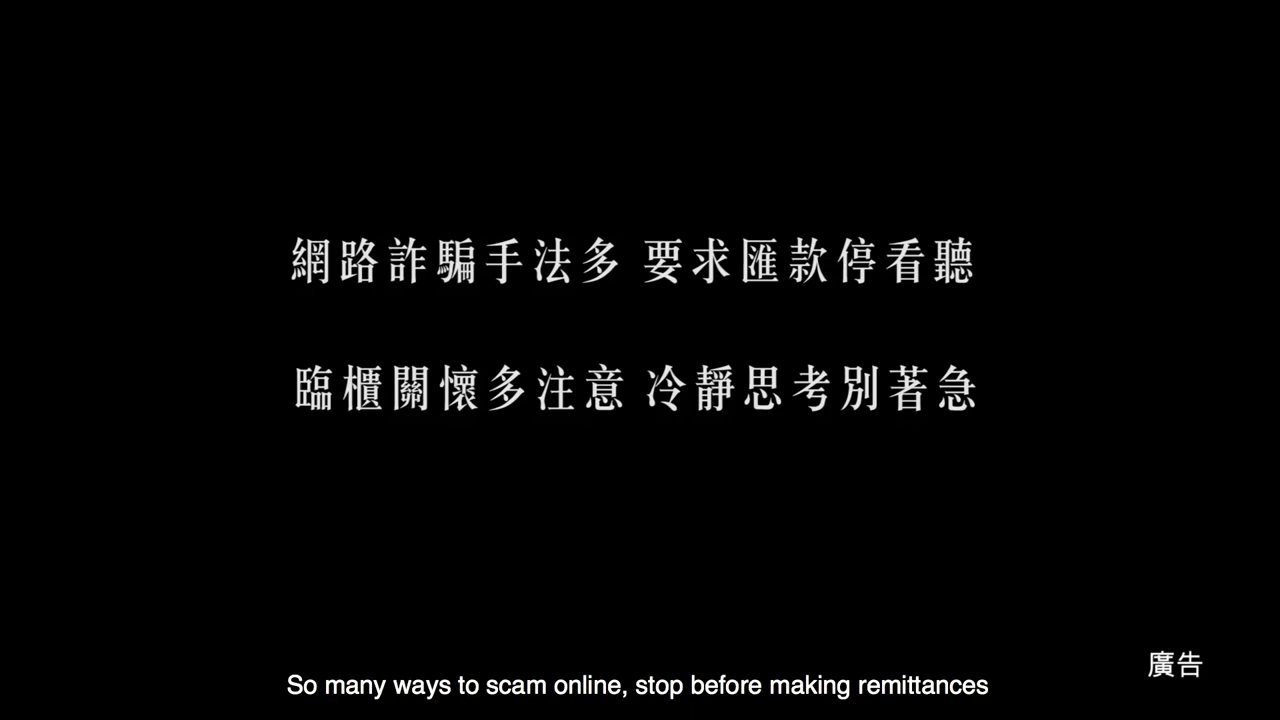 網路詐騙手法多 要求匯款停看聽
臨櫃關懷多注意 冷靜思考別著急
廣告
So many ways to scam online, stop before making remittances